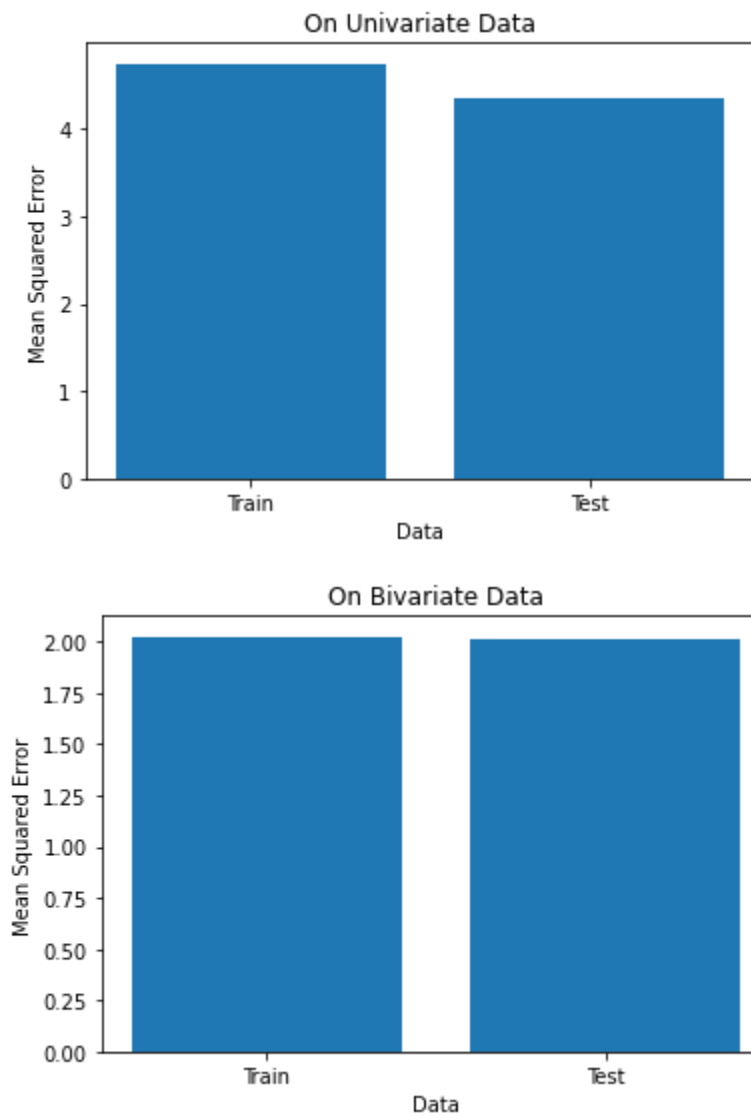 On Univariate Data
Mean Squared Error
4
3
2
1
0
Train Test
Data
On Bivariate Data
Mean Squared Error
2.00
1.75
1.50
1.25
1.00
0.75
0.50
0.25
0.00
Train Test
Data